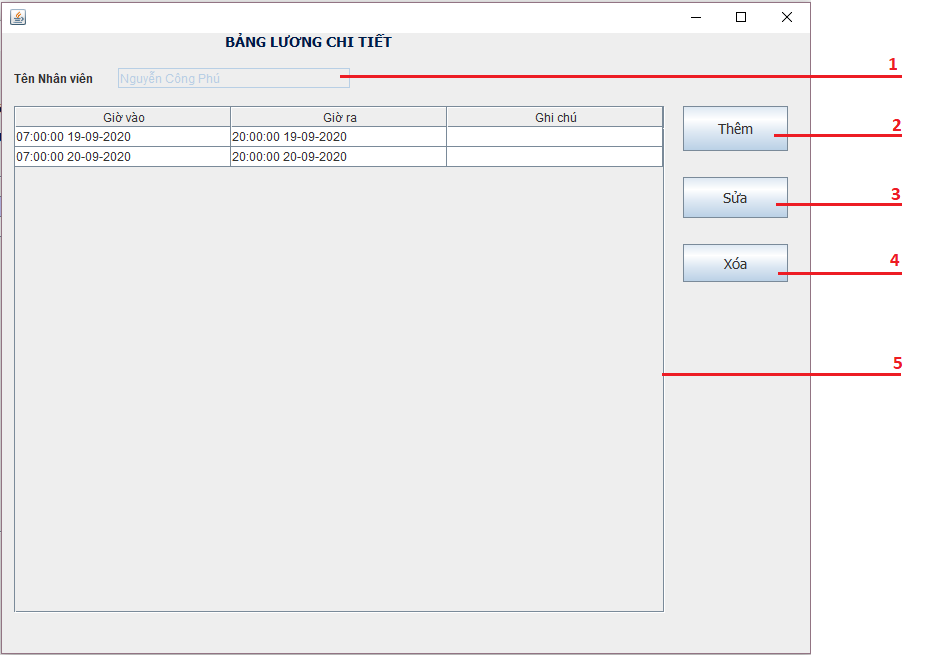 BẢNG LƯƠNG CHI TIẾT
Tên Nhân viên Nguyễn Công Phú 1
Giờ vào Giờ ra Ghi chú
07:00:00 19-09-2020 20:00:00 19-09-2020
07:00:00 20-09-2020 20:00:00 20-09-2020
Thêm 2
Sửa 3
Xóa 4
5